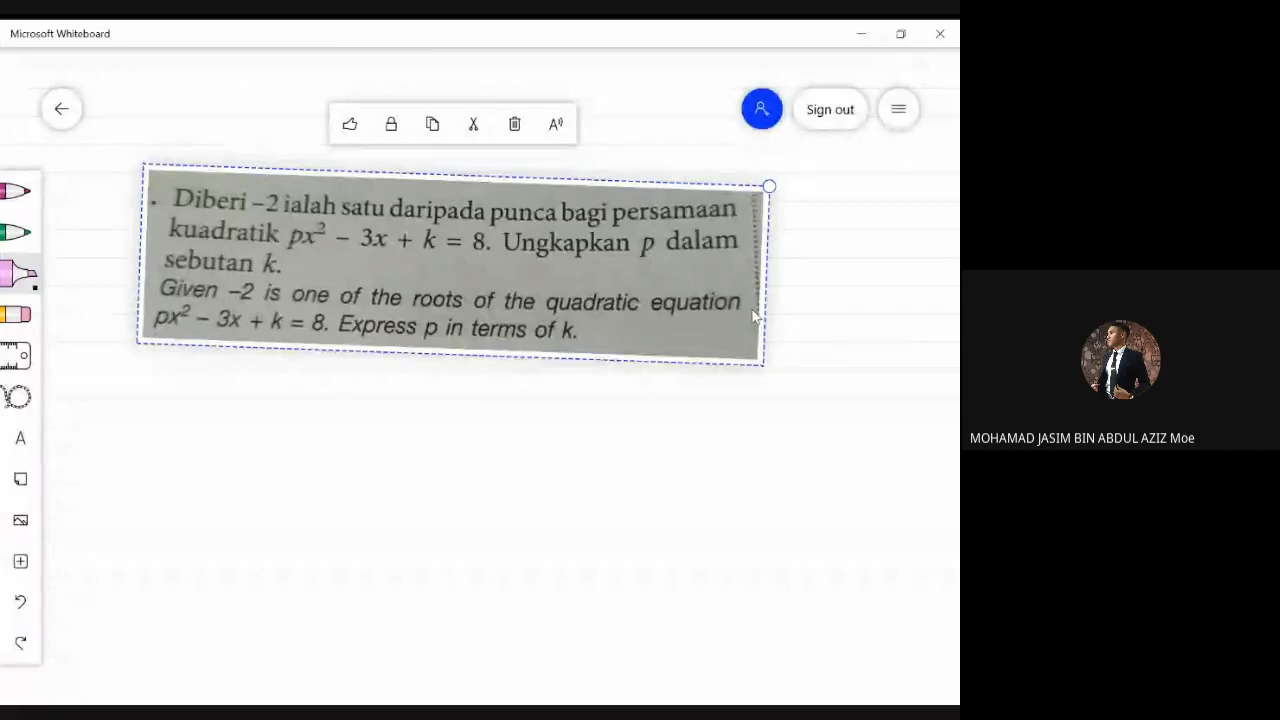 Microsoft Whiteboard
Sign out
. Diberi –2 ialah satu daripada punca bagi persamaan
kuadratik px² – 3x + k = 8. Ungkapkan p dalam
sebutan k.
Given –2 is one of the roots of the quadratic equation
px² – 3x + k = 8. Express p in terms of k.
A
MOHAMAD JASIM BIN ABDUL AZIZ Moe